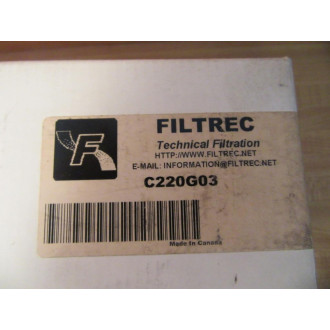 FILTREC
Technical Filtration
HTTP://WWW.FILTREC.NET
E-MAIL: INFORMATION@FILTREC.NET
C220G03
Made In Canada